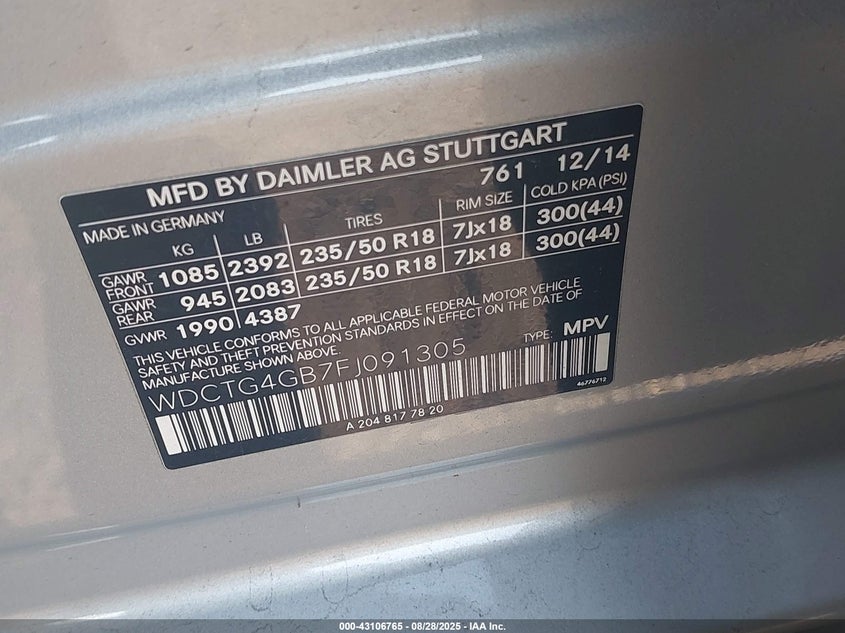 MFD BY DAIMLER AG STUTTGART
MADE IN GERMANY 761 12/14
KG LB TIRES RIM SIZE COLD KPA (PSI)
GAWR FRONT 1085 2392 235/50 R18 7Jx18 300(44)
GAWR REAR 945 2083 235/50 R18 7Jx18 300(44)
GVWR 1990 4387
THIS VEHICLE CONFORMS TO ALL APPLICABLE FEDERAL MOTOR VEHICLE
SAFETY AND THEFT PREVENTION STANDARDS IN EFFECT ON THE DATE OF
MANUFACTURE SHOWN ABOVE.
TYPE: MPV
WDCTG4GB7FJ091305
46776712
A 204 817 78 20
000-43106765 - 08/28/2025 - IAA Inc.